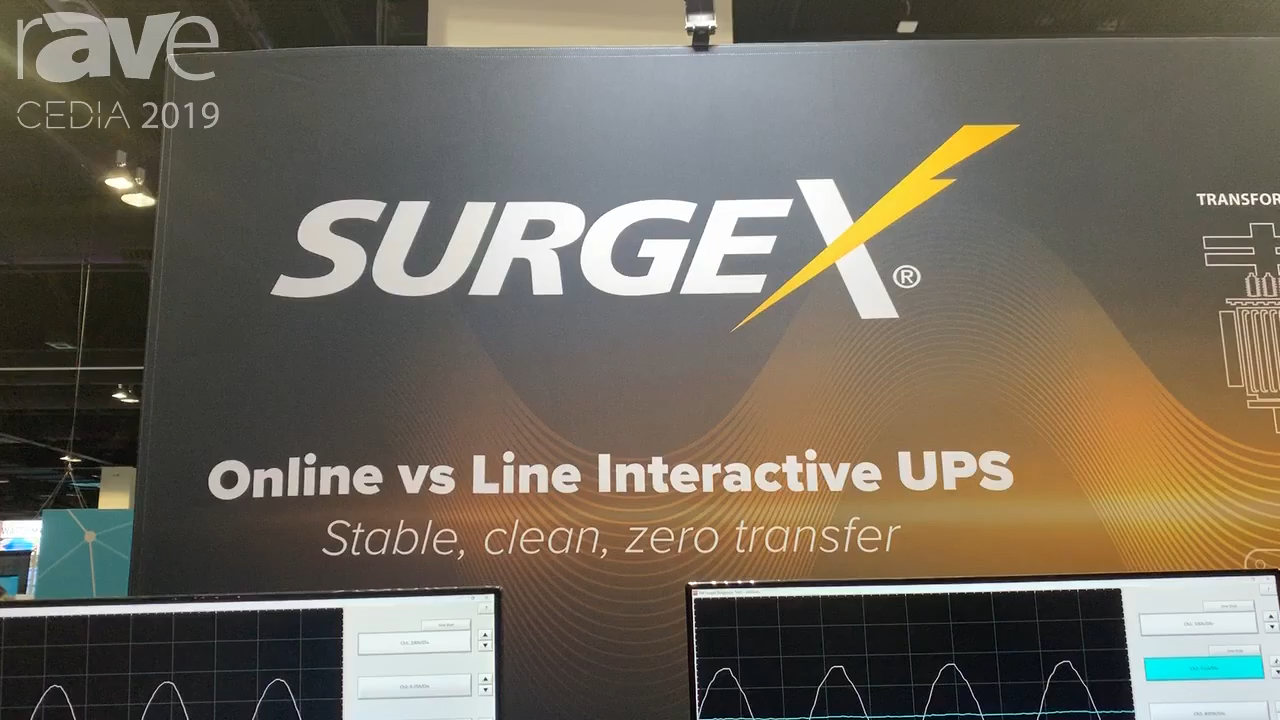 rAVe
CEDIA 2019
SURGEX®
TRANSFOR
Online vs Line Interactive UPS
Stable, clean, zero transfer